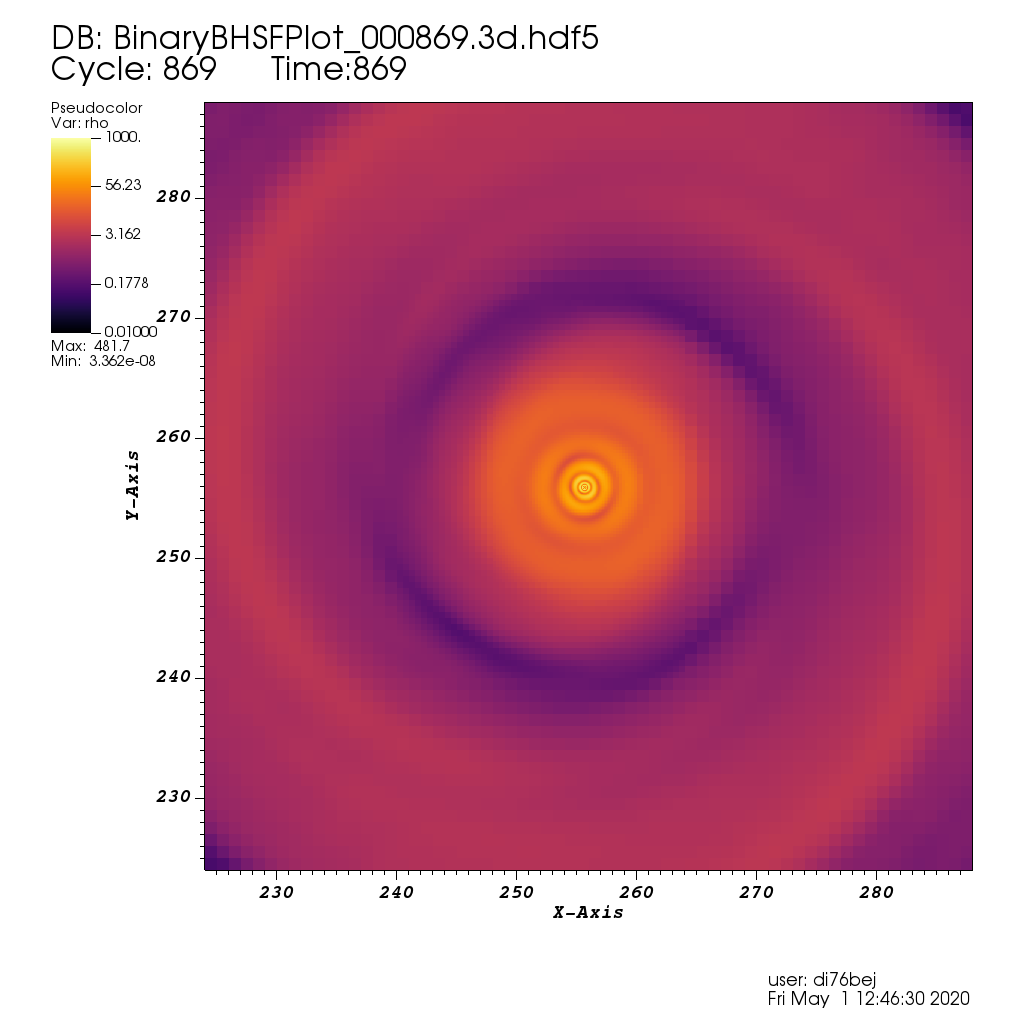 DB: BinaryBHSFPlot_000869.3d.hdf5
Cycle: 869 Time:869
Pseudocolor
Var: rho
1000.
56.23
3.162
0.1778
0.01000
Max: 481.7
Min: 3.362e-08
280
270
260
250
240
230
Y-Axis
230 240 250 260 270 280
X-Axis
user: di76bej
Fri May 1 12:46:30 2020